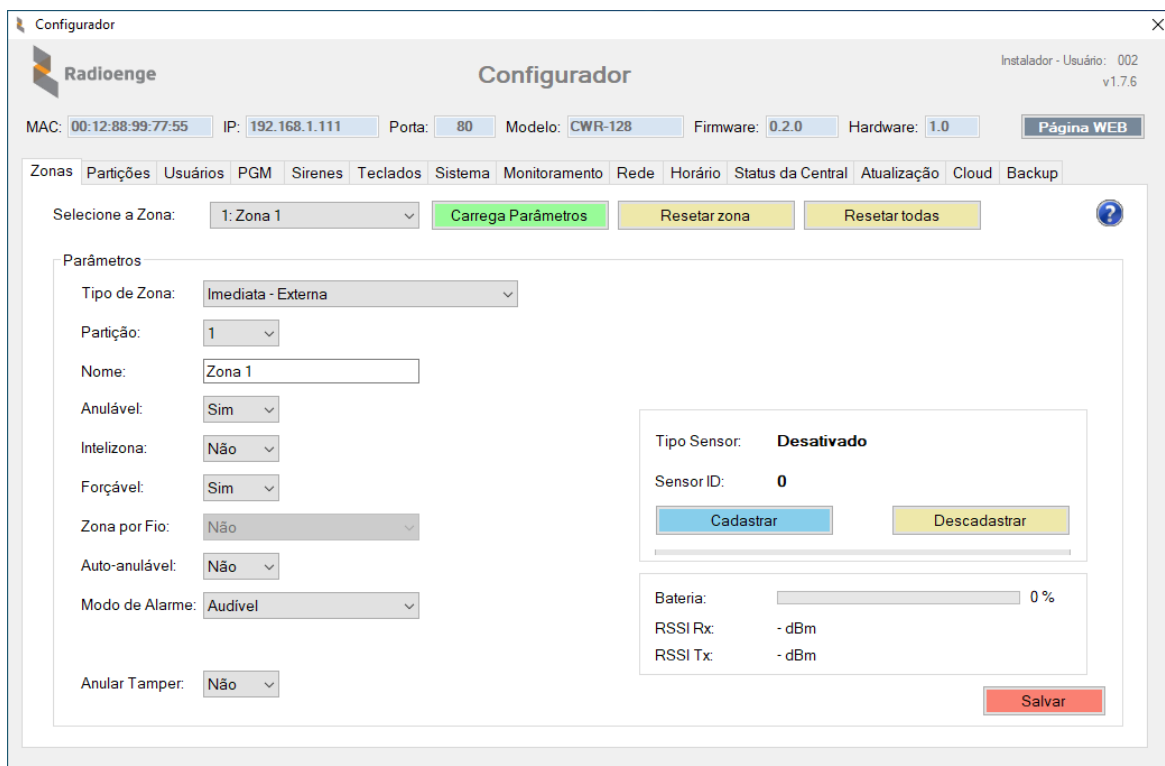 Configurador
Radioenge
Configurador
Instalador - Usuário: 002
v1.7.6
MAC: 00:12:88:99:77:55 IP: 192.168.1.111 Porta: 80 Modelo: CWR-128 Firmware: 0.2.0 Hardware: 1.0 Página WEB
Zonas Partições Usuários PGM Sirenes Teclados Sistema Monitoramento Rede Horário Status da Central Atualização Cloud Backup
Selecione a Zona: 1: Zona 1 Carrega Parâmetros Resetar zona Resetar todas ?
Parâmetros
Tipo de Zona: Imediata - Externa
Partição: 1
Nome: Zona 1
Anulável: Sim
Intelizona: Não
Forçável: Sim
Zona por Fio: Não
Auto-anulável: Não
Modo de Alarme: Audível
Anular Tamper: Não
Tipo Sensor: Desativado
Sensor ID: 0
Cadastrar Descadastrar
Bateria: 0 %
RSSI Rx: - dBm
RSSI Tx: - dBm
Salvar